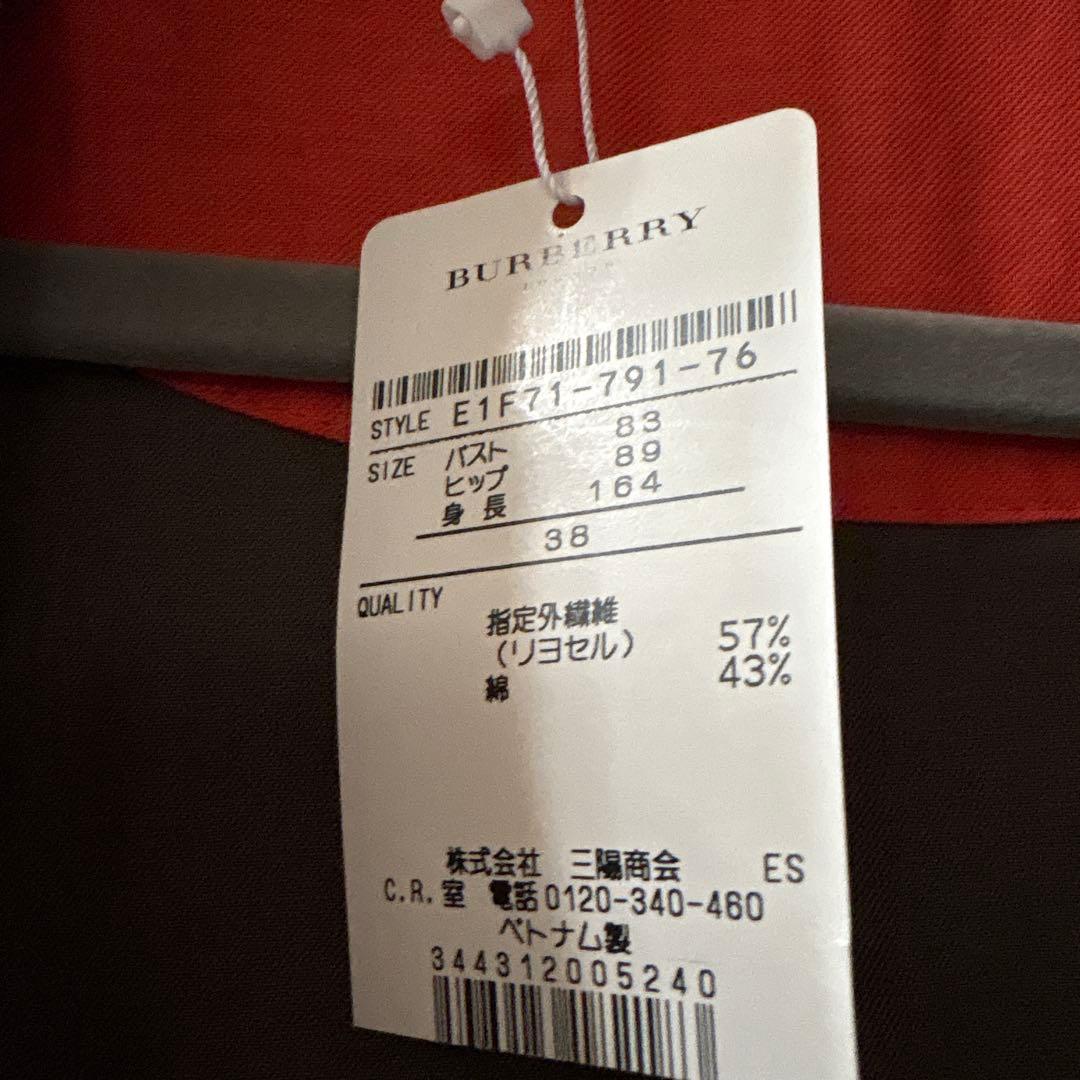 BURBERRY
STYLE E1F71-791-76
SIZE バスト 83
ヒップ 89
身長 164
38
QUALITY
指定外繊維
(リヨセル) 57%
綿 43%
株式会社 三陽商会 ES
C.R.室 電話0120-340-460
ベトナム製
344312005240